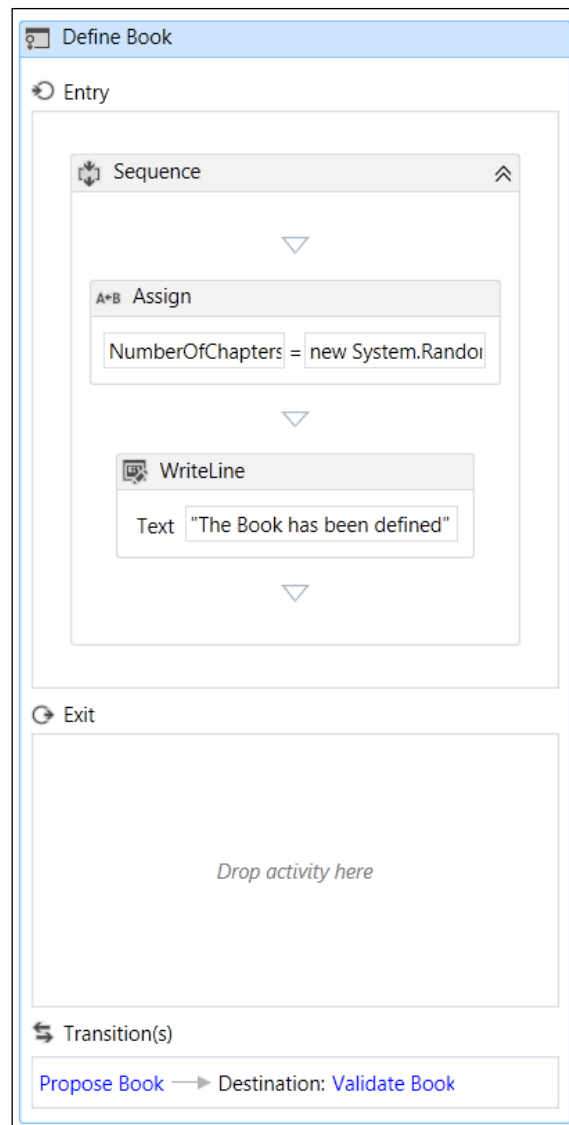 Define Book
Entry
Sequence
A+B Assign
NumberOfChapters = new System.Rando
WriteLine
Text "The Book has been defined"
Exit
Drop activity here
Transition(s)
Propose Book Destination: Validate Book